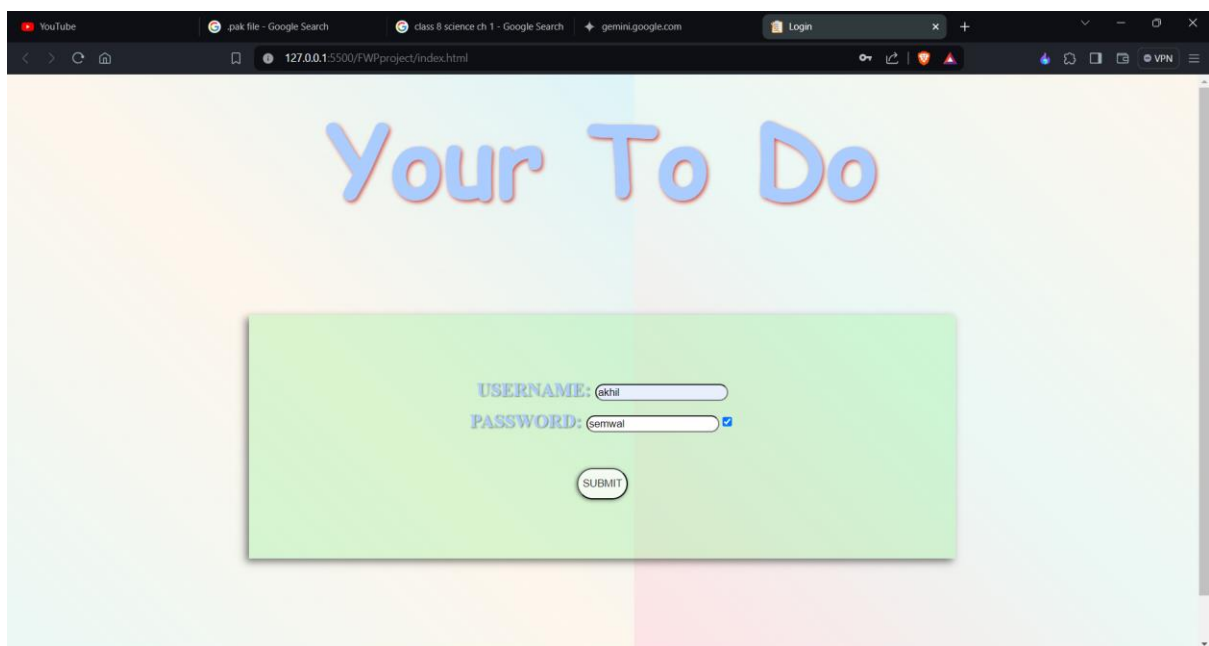 YouTube
.pak file - Google Search
class 8 science ch 1 - Google Search
gemini.google.com
Login
127.0.0.1:5500/FWPproject/index.html
VPN
Your To Do
USERNAME: akhil
PASSWORD: semwal
SUBMIT